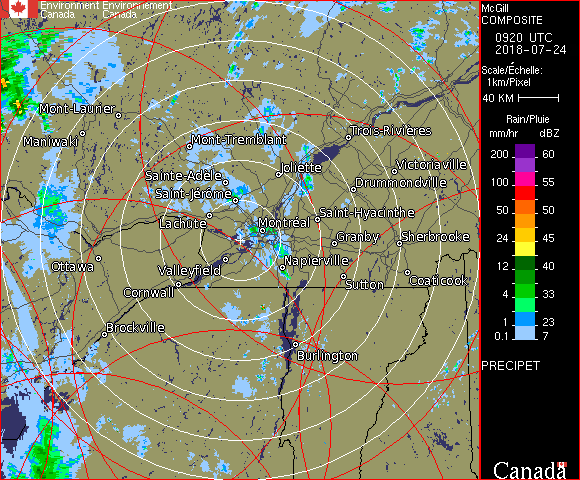 Environment Environnement
Canada Canada
Mont-Laurier
Maniwaki
Mont-Tremblant
Trois-Rivières
Joliette
Victoriaville
Sainte-Adèle
Drummondville
Saint-Jérôme
Lachute
Montréal
Saint-Hyacinthe
Granby
Sherbrooke
Ottawa
Valleyfield
Napierville
Cornwall
Sutton
Coaticook
Brockville
Burlington
McGill
COMPOSITE
0920 UTC
2018-07-24
Scale/Échelle:
1km/Pixel
40 KM
Rain/Pluie
mm/hr dBZ
200 60
100 55
50 50
24 45
12 40
4 33
1 23
0.1 7
PRECIPET
Canada